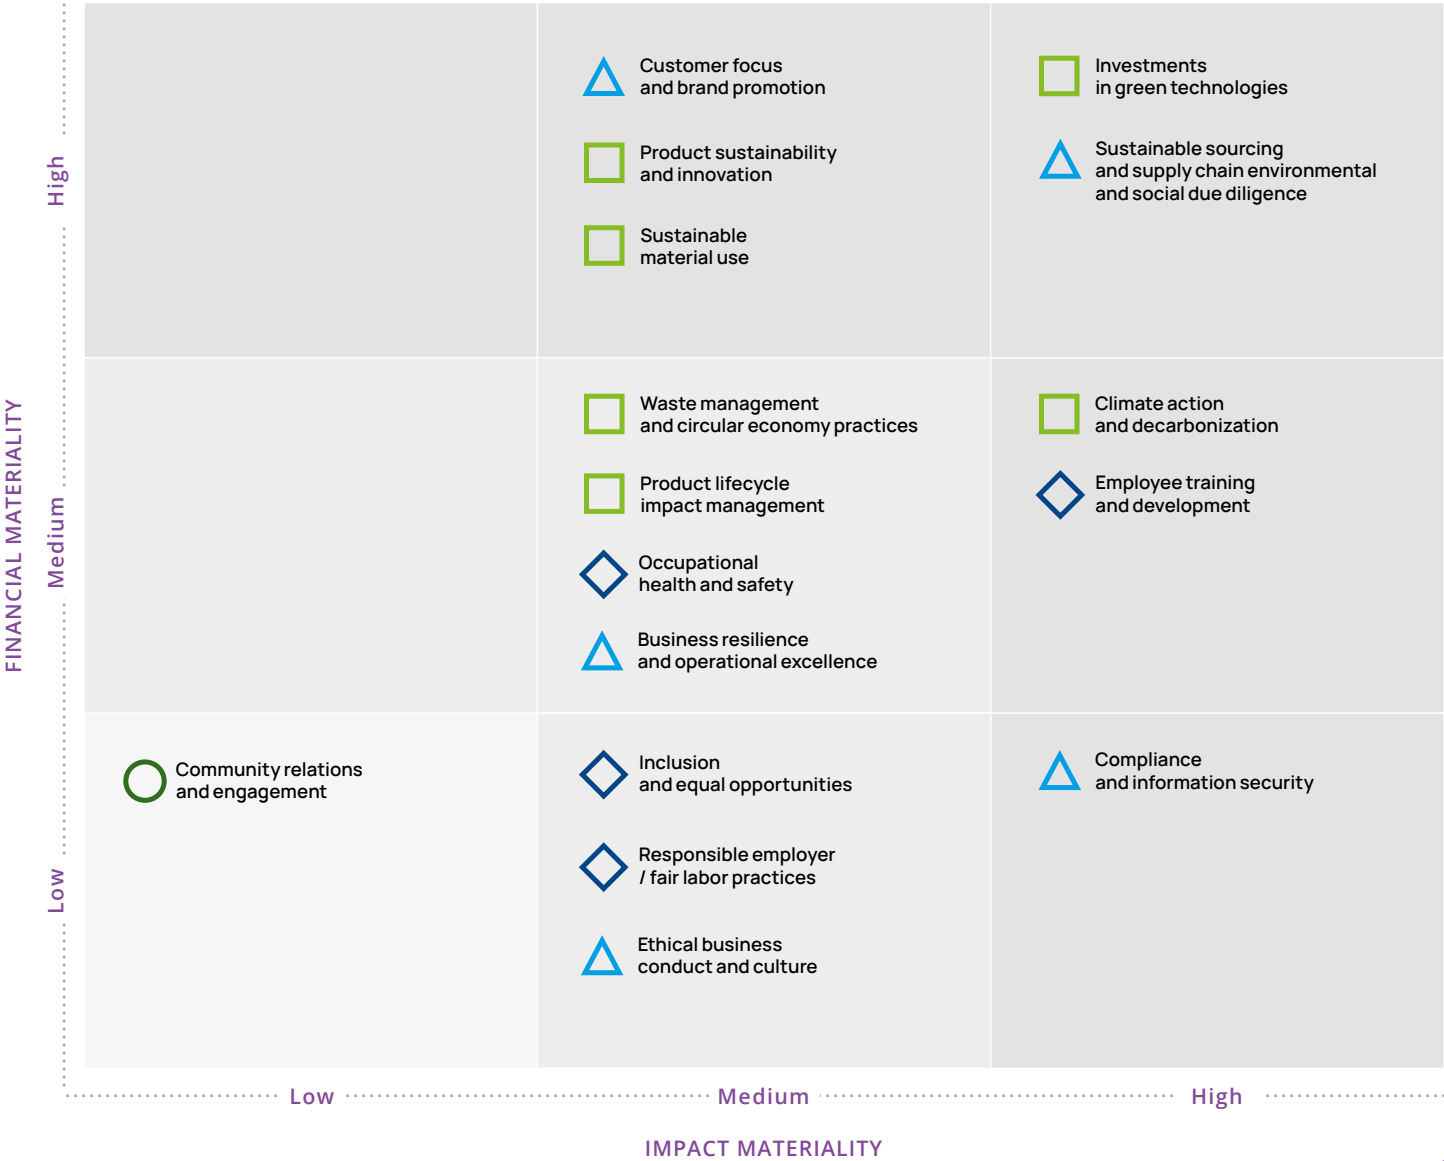 FINANCIAL MATERIALITY
High
Customer focus
and brand promotion
Product sustainability
and innovation
Sustainable
material use
Investments
in green technologies
Sustainable sourcing
and supply chain environmental
and social due diligence
Medium
Waste management
and circular economy practices
Product lifecycle
impact management
Occupational
health and safety
Business resilience
and operational excellence
Climate action
and decarbonization
Employee training
and development
Low
Community relations
and engagement
Inclusion
and equal opportunities
Responsible employer
/ fair labor practices
Ethical business
conduct and culture
Compliance
and information security
Low
Medium
High
IMPACT MATERIALITY